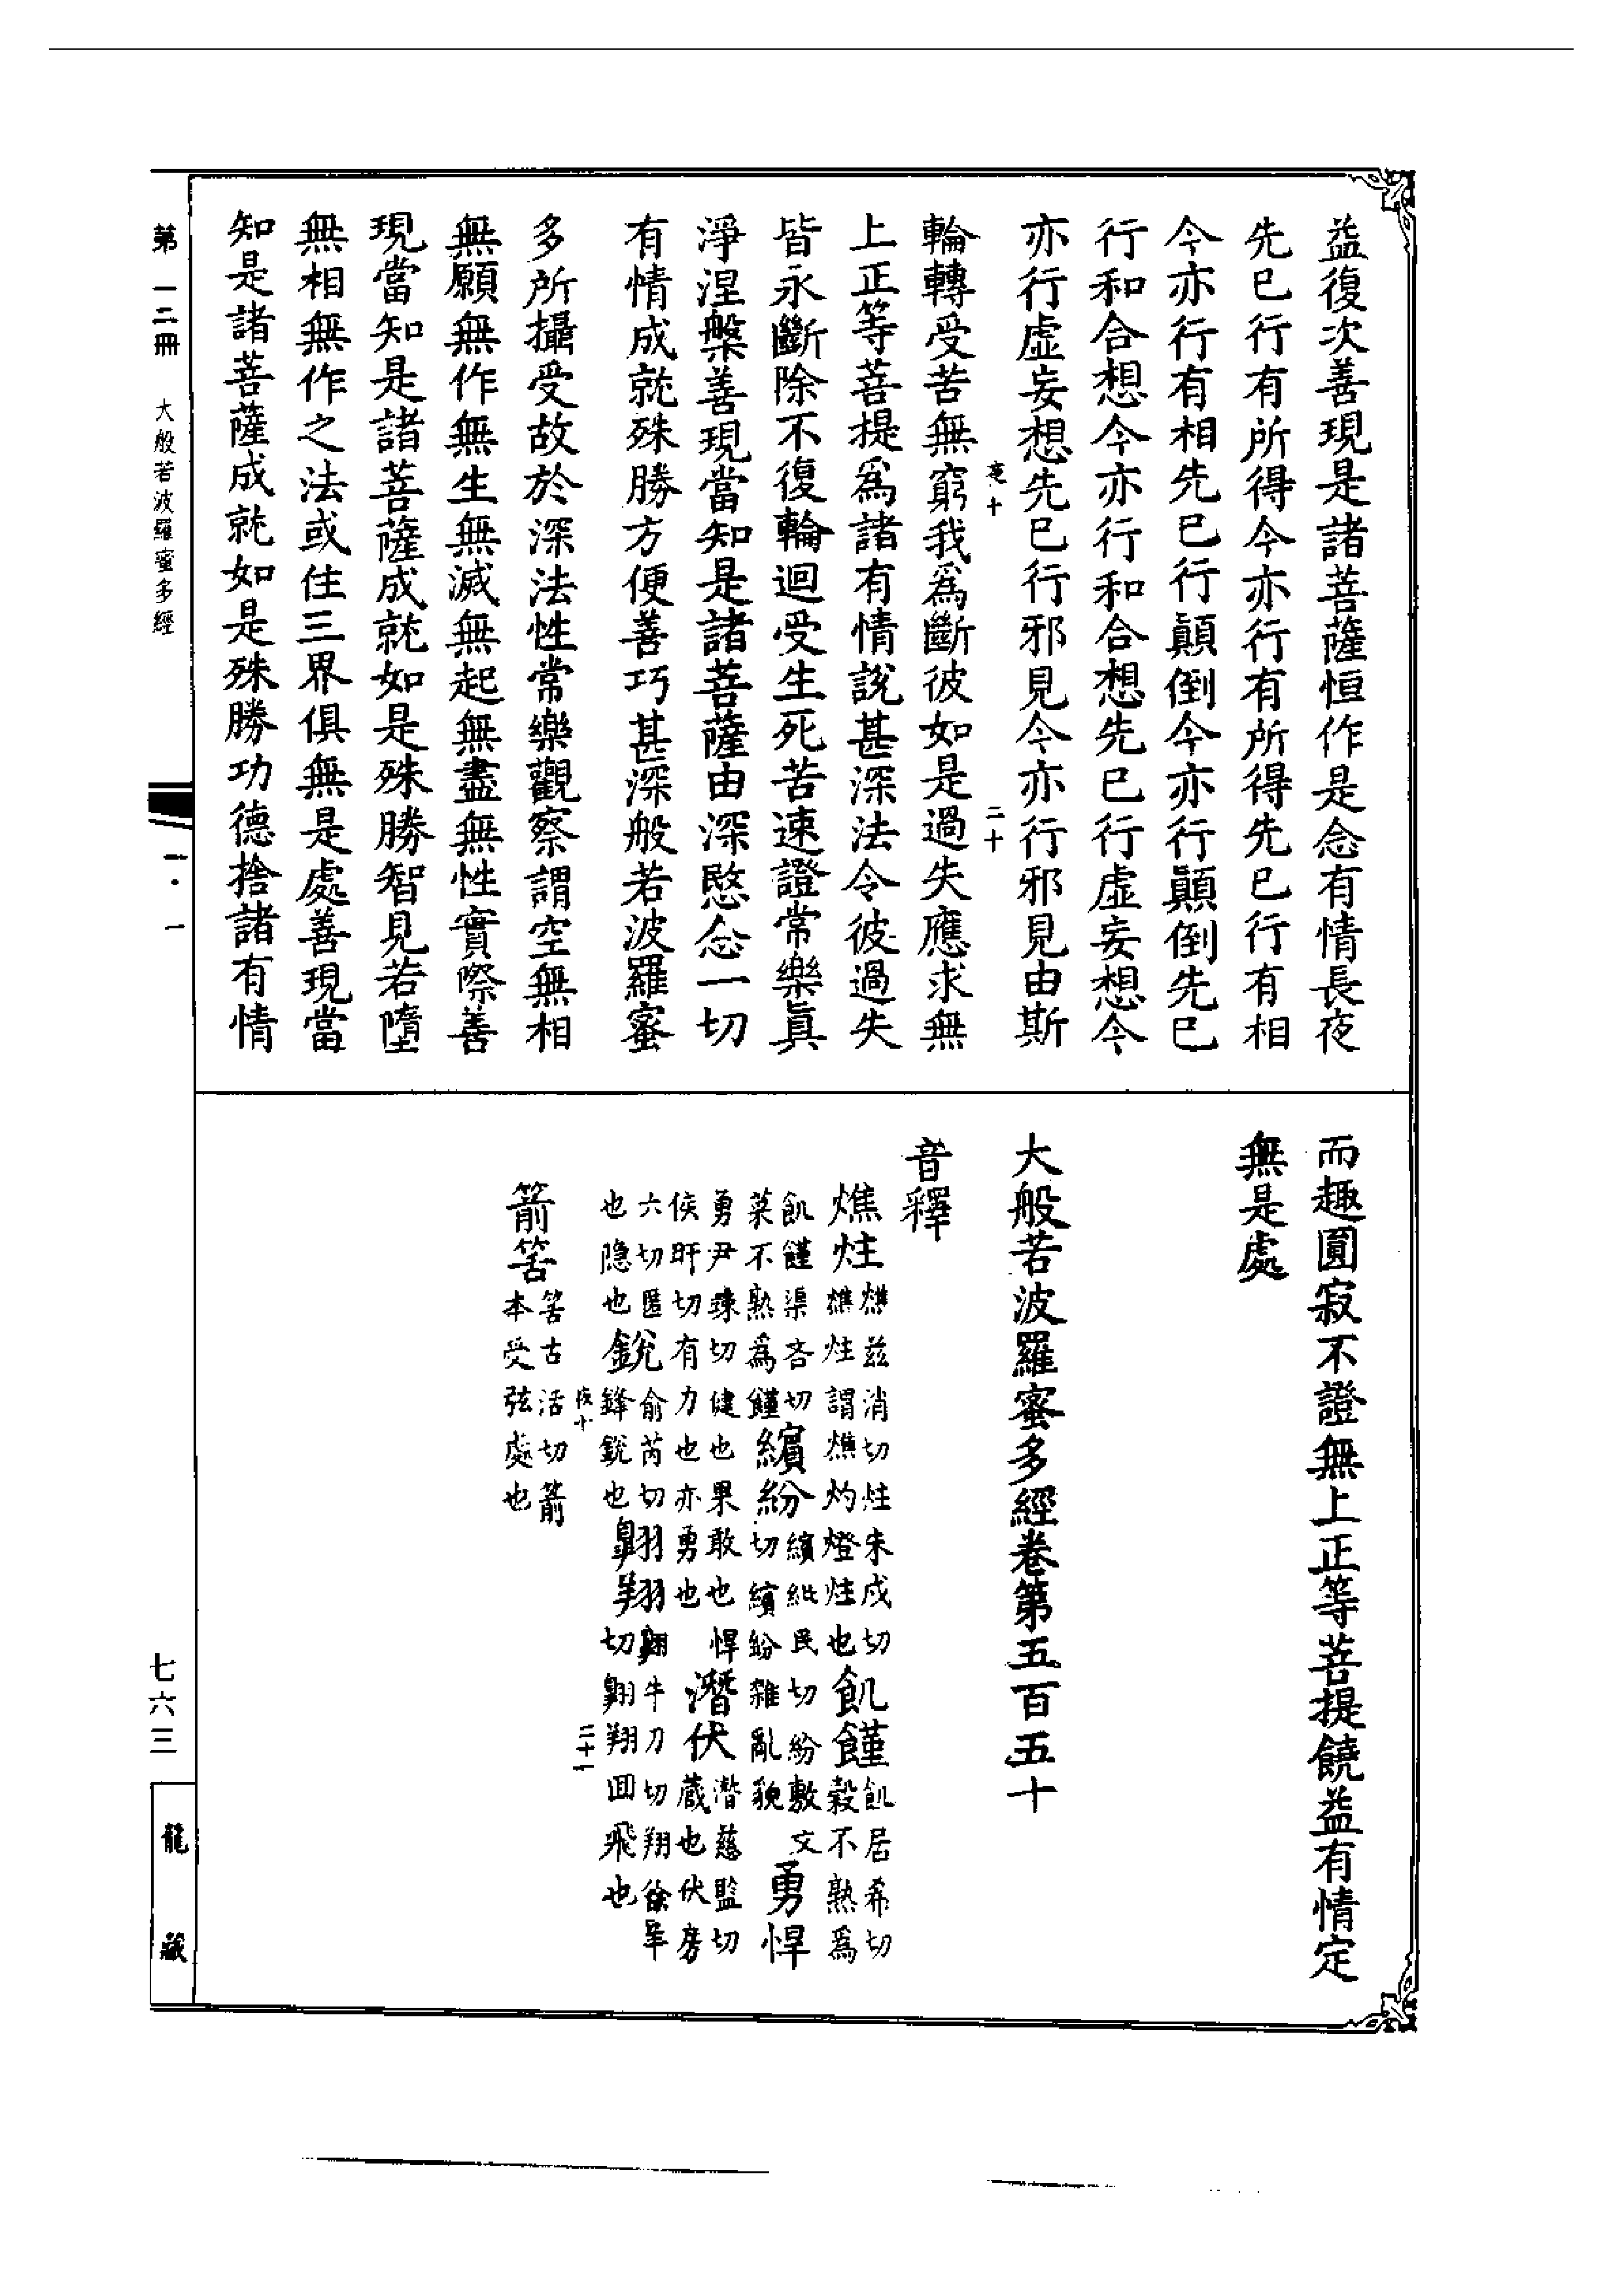 益復次善現是諸菩薩恒作是念有情長夜
先已行有所得今亦行有所得先已行有相
今亦行有相先已行顚倒今亦行顚倒先已
行和合想今亦行和合想先已行虛妄想今
亦行虛妄想先已行邪見今亦行邪見由斯
二十
輪轉受苦無窮我爲斷彼如是過失應求無
上正等菩提爲諸有情說甚深法令彼過失
皆永斷除不復輪迴受生死苦速證常樂眞
淨涅槃善現當知是諸菩薩由深愍念一切
有情成就殊勝方便善巧甚深般若波羅蜜
多所攝受故於深法性常樂觀察謂空無相
無願無作無生無滅無起無盡無性實際善
現當知是諸菩薩成就如是殊勝智見若墮
無相無作之法或住三界俱無是處善現當
知是諸菩薩成就如是殊勝功德捨諸有情
而趣圓寂不證無上正等菩提饒益有情定
無是處
大般若波羅蜜多經卷第五百五十
音釋
燋炷
燋兹消切炷朱戍切
燋炷謂燋灼燈炷也
飢饉
飢居希切
穀不熟爲
飢饉渠吝切
菜不熟爲饉
繽紛
繽紕民切紛敷文
切繽紛雜亂貌
勇悍
勇尹竦切健也果敢也悍
侯旰切有力也亦勇也
潛伏
潛慈監切
藏也伏房
六切匿
也隐也
銳
俞芮切
鋒銳也
翺翔
翺牛刀切翔徐羊
切翺翔回飛也
二十一
箭筈
筈古活切箭
本受弦處也
第一二冊 大般若波羅蜜多經
一·一
七六三
龍藏